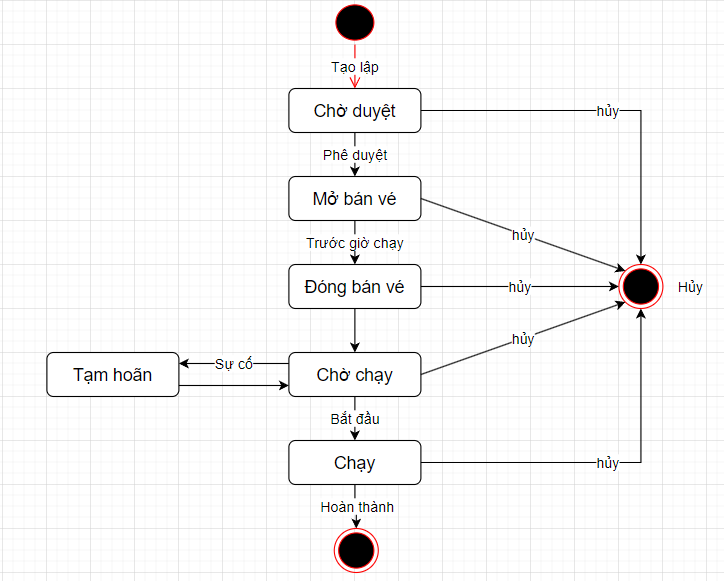 Tạo lập
Chờ duyệt
hủy
Phê duyệt
Mở bán vé
hủy
Trước giờ chạy
Đóng bán vé
hủy
Hủy
hủy
Sự cố
Tạm hoãn
Chờ chạy
Bắt đầu
Chạy
hủy
Hoàn thành